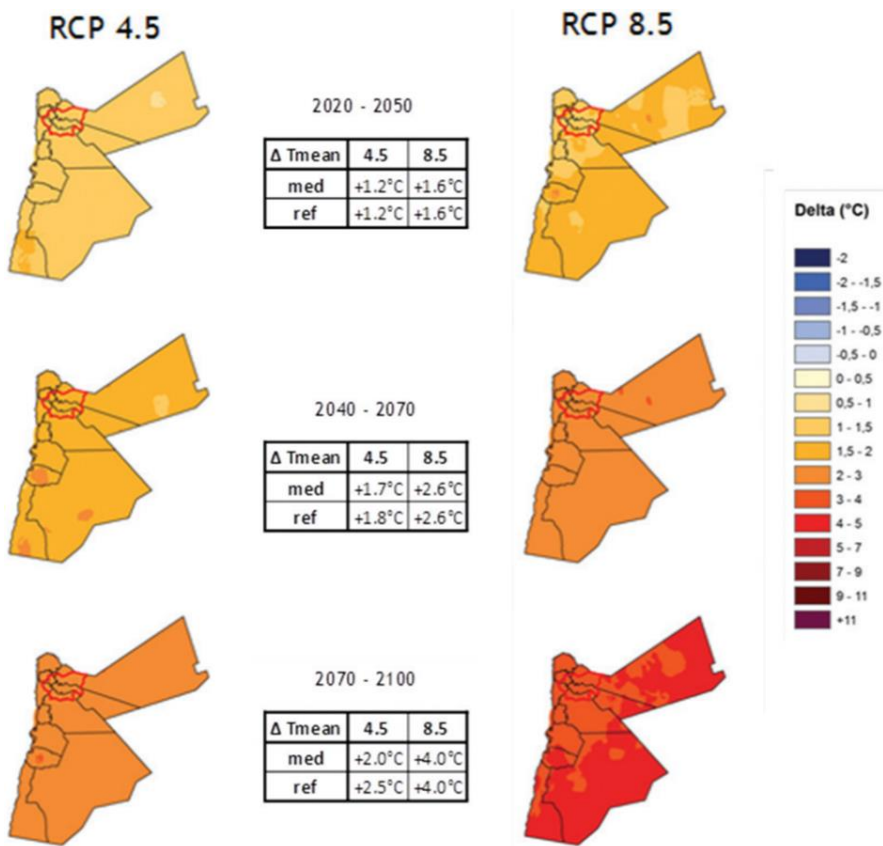 RCP 4.5
RCP 8.5
2020 - 2050
Δ Tmean 4.5 8.5
med +1.2°C +1.6°C
ref +1.2°C +1.6°C
2040 - 2070
Δ Tmean 4.5 8.5
med +1.7°C +2.6°C
ref +1.8°C +2.6°C
2070 - 2100
Δ Tmean 4.5 8.5
med +2.0°C +4.0°C
ref +2.5°C +4.0°C
Delta (°C)
-2
-2 - -1,5
-1,5 - -1
-1 - -0,5
-0,5 - 0
0 - 0,5
0,5 - 1
1 - 1,5
1,5 - 2
2 - 3
3 - 4
4 - 5
5 - 7
7 - 9
9 - 11
+11